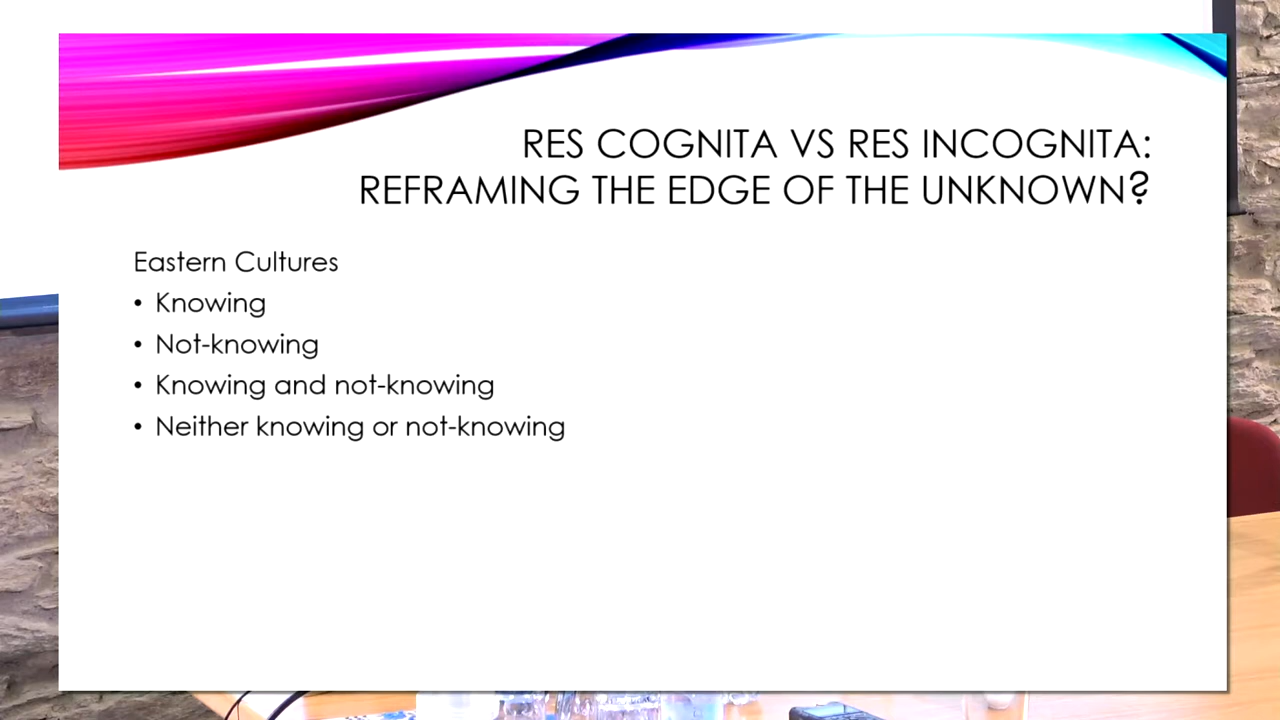 RES COGNITA VS RES INCOGNITA:
REFRAMING THE EDGE OF THE UNKNOWN?
Eastern Cultures
• Knowing
• Not-knowing
• Knowing and not-knowing
• Neither knowing or not-knowing